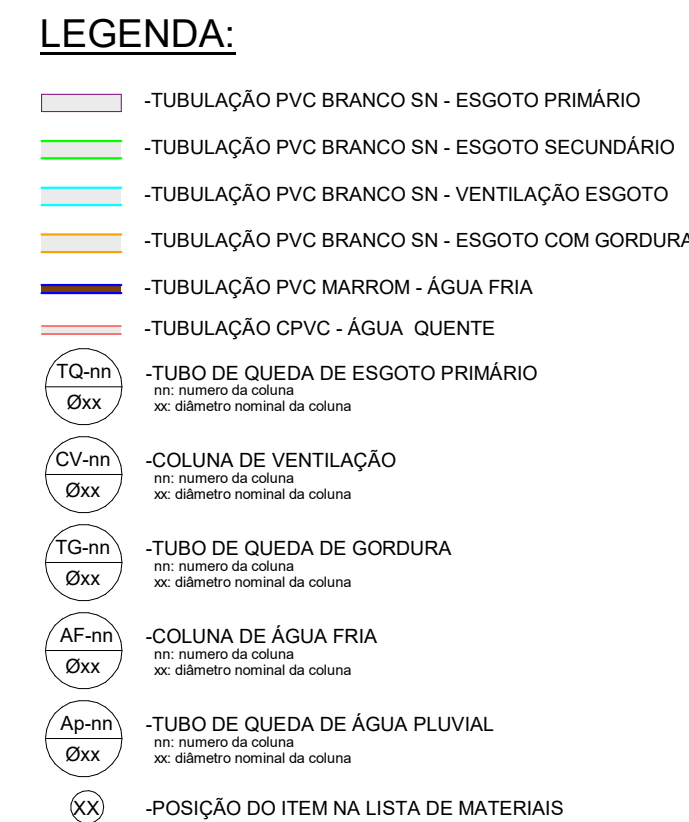 LEGENDA:
-TUBULAÇÃO PVC BRANCO SN - ESGOTO PRIMÁRIO
-TUBULAÇÃO PVC BRANCO SN - ESGOTO SECUNDÁRIO
-TUBULAÇÃO PVC BRANCO SN - VENTILAÇÃO ESGOTO
-TUBULAÇÃO PVC BRANCO SN - ESGOTO COM GORDURA
-TUBULAÇÃO PVC MARROM - ÁGUA FRIA
-TUBULAÇÃO CPVC - ÁGUA QUENTE
TQ-nn
Øxx
-TUBO DE QUEDA DE ESGOTO PRIMÁRIO
nn: numero da coluna
xx: diâmetro nominal da coluna
CV-nn
Øxx
-COLUNA DE VENTILAÇÃO
nn: numero da coluna
xx: diâmetro nominal da coluna
TG-nn
Øxx
-TUBO DE QUEDA DE GORDURA
nn: numero da coluna
xx: diâmetro nominal da coluna
AF-nn
Øxx
-COLUNA DE ÁGUA FRIA
nn: numero da coluna
xx: diâmetro nominal da coluna
Ap-nn
Øxx
-TUBO DE QUEDA DE ÁGUA PLUVIAL
nn: numero da coluna
xx: diâmetro nominal da coluna
XX
-POSIÇÃO DO ITEM NA LISTA DE MATERIAIS